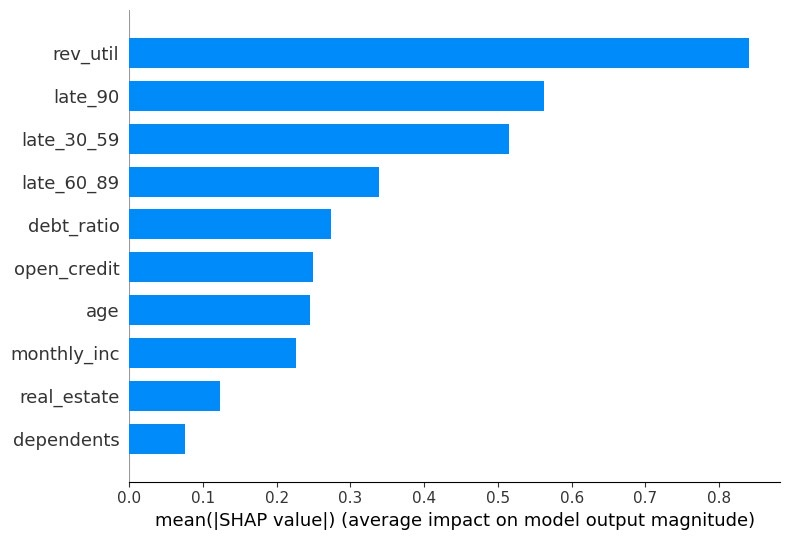 rev_util
late_90
late_30_59
late_60_89
debt_ratio
open_credit
age
monthly_inc
real_estate
dependents
0.0 0.1 0.2 0.3 0.4 0.5 0.6 0.7 0.8
mean(|SHAP value|) (average impact on model output magnitude)